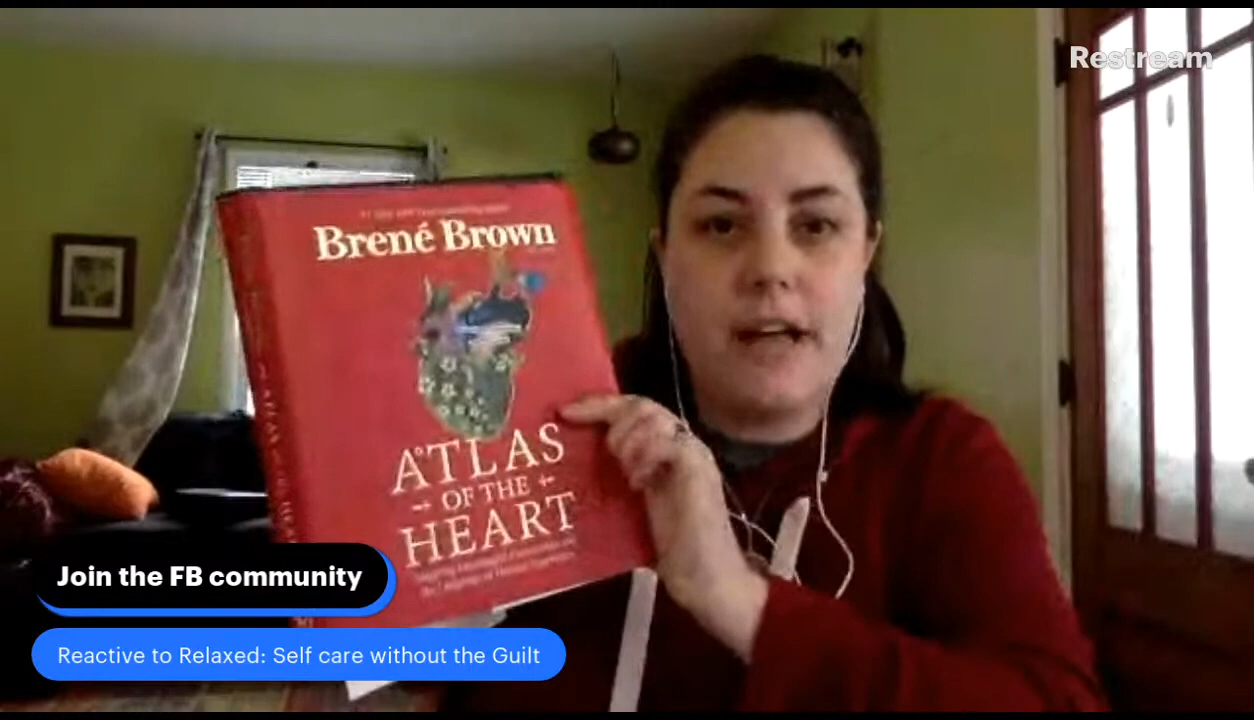 Restream
Brené Brown
ATLAS
OF THE
HEART
Join the FB community
Reactive to Relaxed: Self care without the Guilt